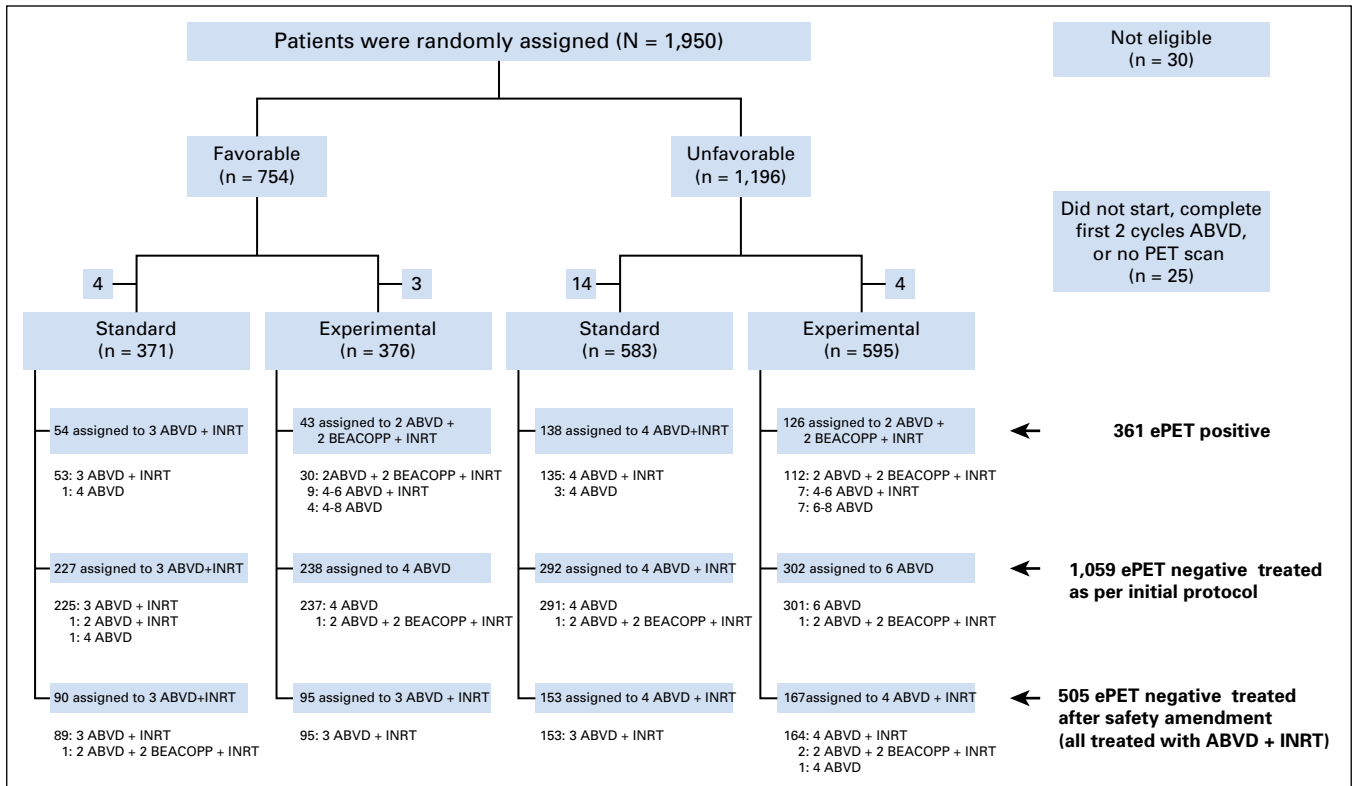 Patients were randomly assigned (N = 1,950)
Not eligible
(n = 30)
Favorable
(n = 754)
Unfavorable
(n = 1,196)
Did not start, complete
first 2 cycles ABVD,
or no PET scan
(n = 25)
4
3
14
4
Standard
(n = 371)
Experimental
(n = 376)
Standard
(n = 583)
Experimental
(n = 595)
54 assigned to 3 ABVD + INRT
43 assigned to 2 ABVD +
2 BEACOPP + INRT
138 assigned to 4 ABVD+INRT
126 assigned to 2 ABVD +
2 BEACOPP + INRT
361 ePET positive
53: 3 ABVD + INRT
1: 4 ABVD
30: 2ABVD + 2 BEACOPP + INRT
9: 4-6 ABVD + INRT
4: 4-8 ABVD
135: 4 ABVD + INRT
3: 4 ABVD
112: 2 ABVD + 2 BEACOPP + INRT
7: 4-6 ABVD + INRT
7: 6-8 ABVD
227 assigned to 3 ABVD+INRT
238 assigned to 4 ABVD
292 assigned to 4 ABVD + INRT
302 assigned to 6 ABVD
1,059 ePET negative treated
as per initial protocol
225: 3 ABVD + INRT
1: 2 ABVD + INRT
1: 4 ABVD
237: 4 ABVD
1: 2 ABVD + 2 BEACOPP + INRT
291: 4 ABVD
1: 2 ABVD + 2 BEACOPP + INRT
301: 6 ABVD
1: 2 ABVD + 2 BEACOPP + INRT
90 assigned to 3 ABVD+INRT
95 assigned to 3 ABVD + INRT
153 assigned to 4 ABVD + INRT
167assigned to 4 ABVD + INRT
505 ePET negative treated
after safety amendment
(all treated with ABVD + INRT)
89: 3 ABVD + INRT
1: 2 ABVD + 2 BEACOPP + INRT
95: 3 ABVD + INRT
153: 3 ABVD + INRT
164: 4 ABVD + INRT
2: 2 ABVD + 2 BEACOPP + INRT
1: 4 ABVD